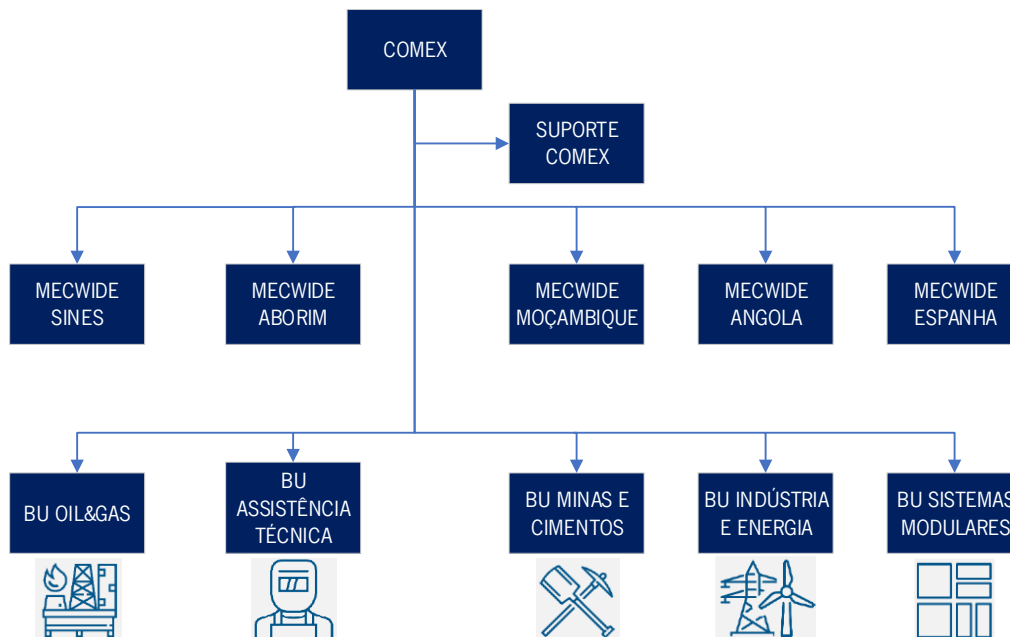 COMEX
SUPORTE
COMEX
MECWIDE
SINES
MECWIDE
ABORIM
MECWIDE
MOÇAMBIQUE
MECWIDE
ANGOLA
MECWIDE
ESPANHA
BU OIL&GAS
BU
ASSISTÊNCIA
TÉCNICA
BU MINAS E
CIMENTOS
BU INDÚSTRIA
E ENERGIA
BU SISTEMAS
MODULARES